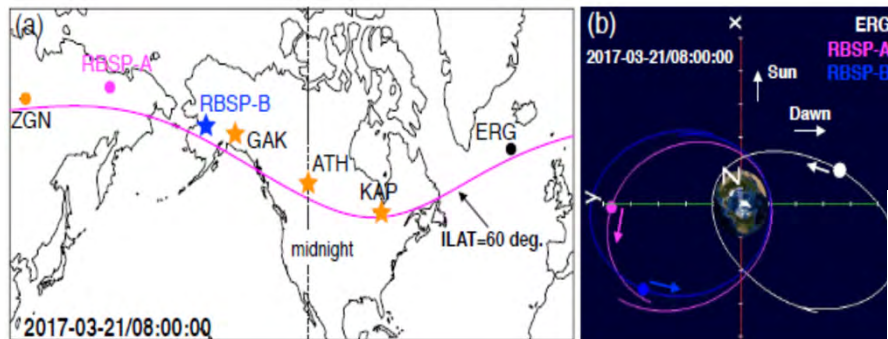 (a)
RBSP-A
ZGN
RBSP-B
GAK
ATH
KAP
ERG
midnight
ILAT=60 deg.
2017-03-21/08:00:00
(b)
X
ERG
RBSP-A
2017-03-21/08:00:00
RBSP-B
Sun
Dawn
N
y